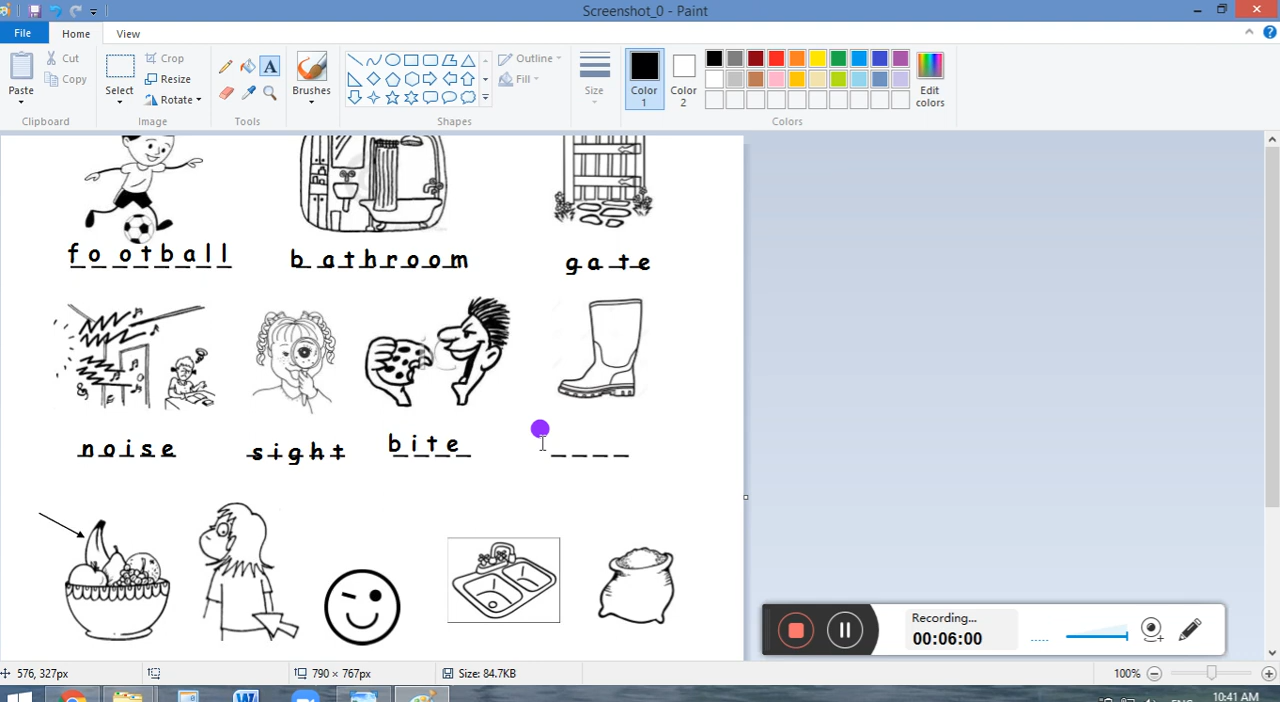 Screenshot_0 - Paint
File
Home
View
Paste
Cut
Copy
Clipboard
Select
Crop
Resize
Rotate
Image
A
Tools
Brushes
Shapes
Outline
Fill
Size
Color
1
Color
2
Colors
Edit
colors
football
bathroom
gate
noise
sight
bite
Recording...
00:06:00
576, 327px
790 × 767px
Size: 84.7KB
100%
10:41 AM